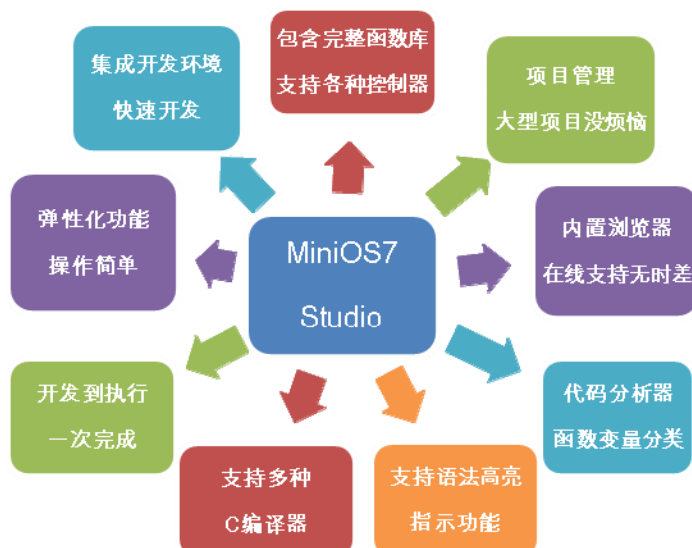 包含完整函数库
支持各种控制器
集成开发环境
快速开发
项目管理
大型项目没烦恼
弹性化功能
操作简单
MiniOS7
Studio
内置浏览器
在线支持无时差
开发到执行
一次完成
代码分析器
函数变量分类
支持多种
C编译器
支持语法高亮
指示功能